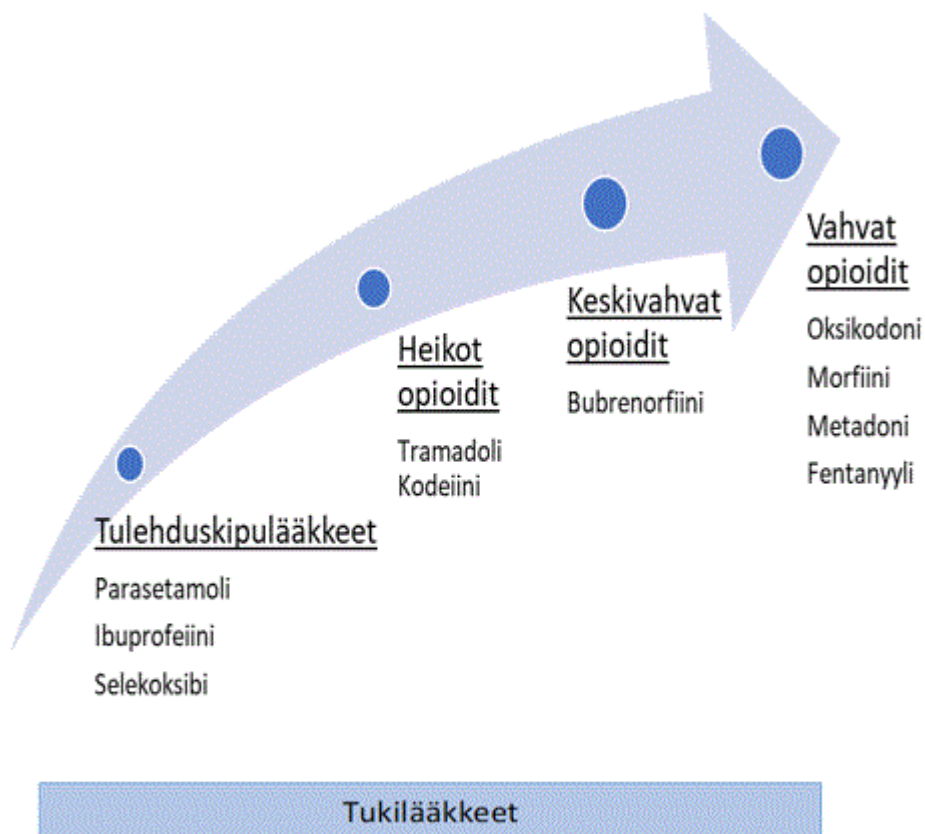 Tulehduskipulääkkeet
Parasetamoli
Ibuprofeiini
Selekoksibi
Heikot
opioidit
Tramadoli
Kodeiini
Keskivahvat
opioidit
Bubrenorfiini
Vahvat
opioidit
Oksikodoni
Morfiini
Metadoni
Fentanyyli
Tukilääkkeet